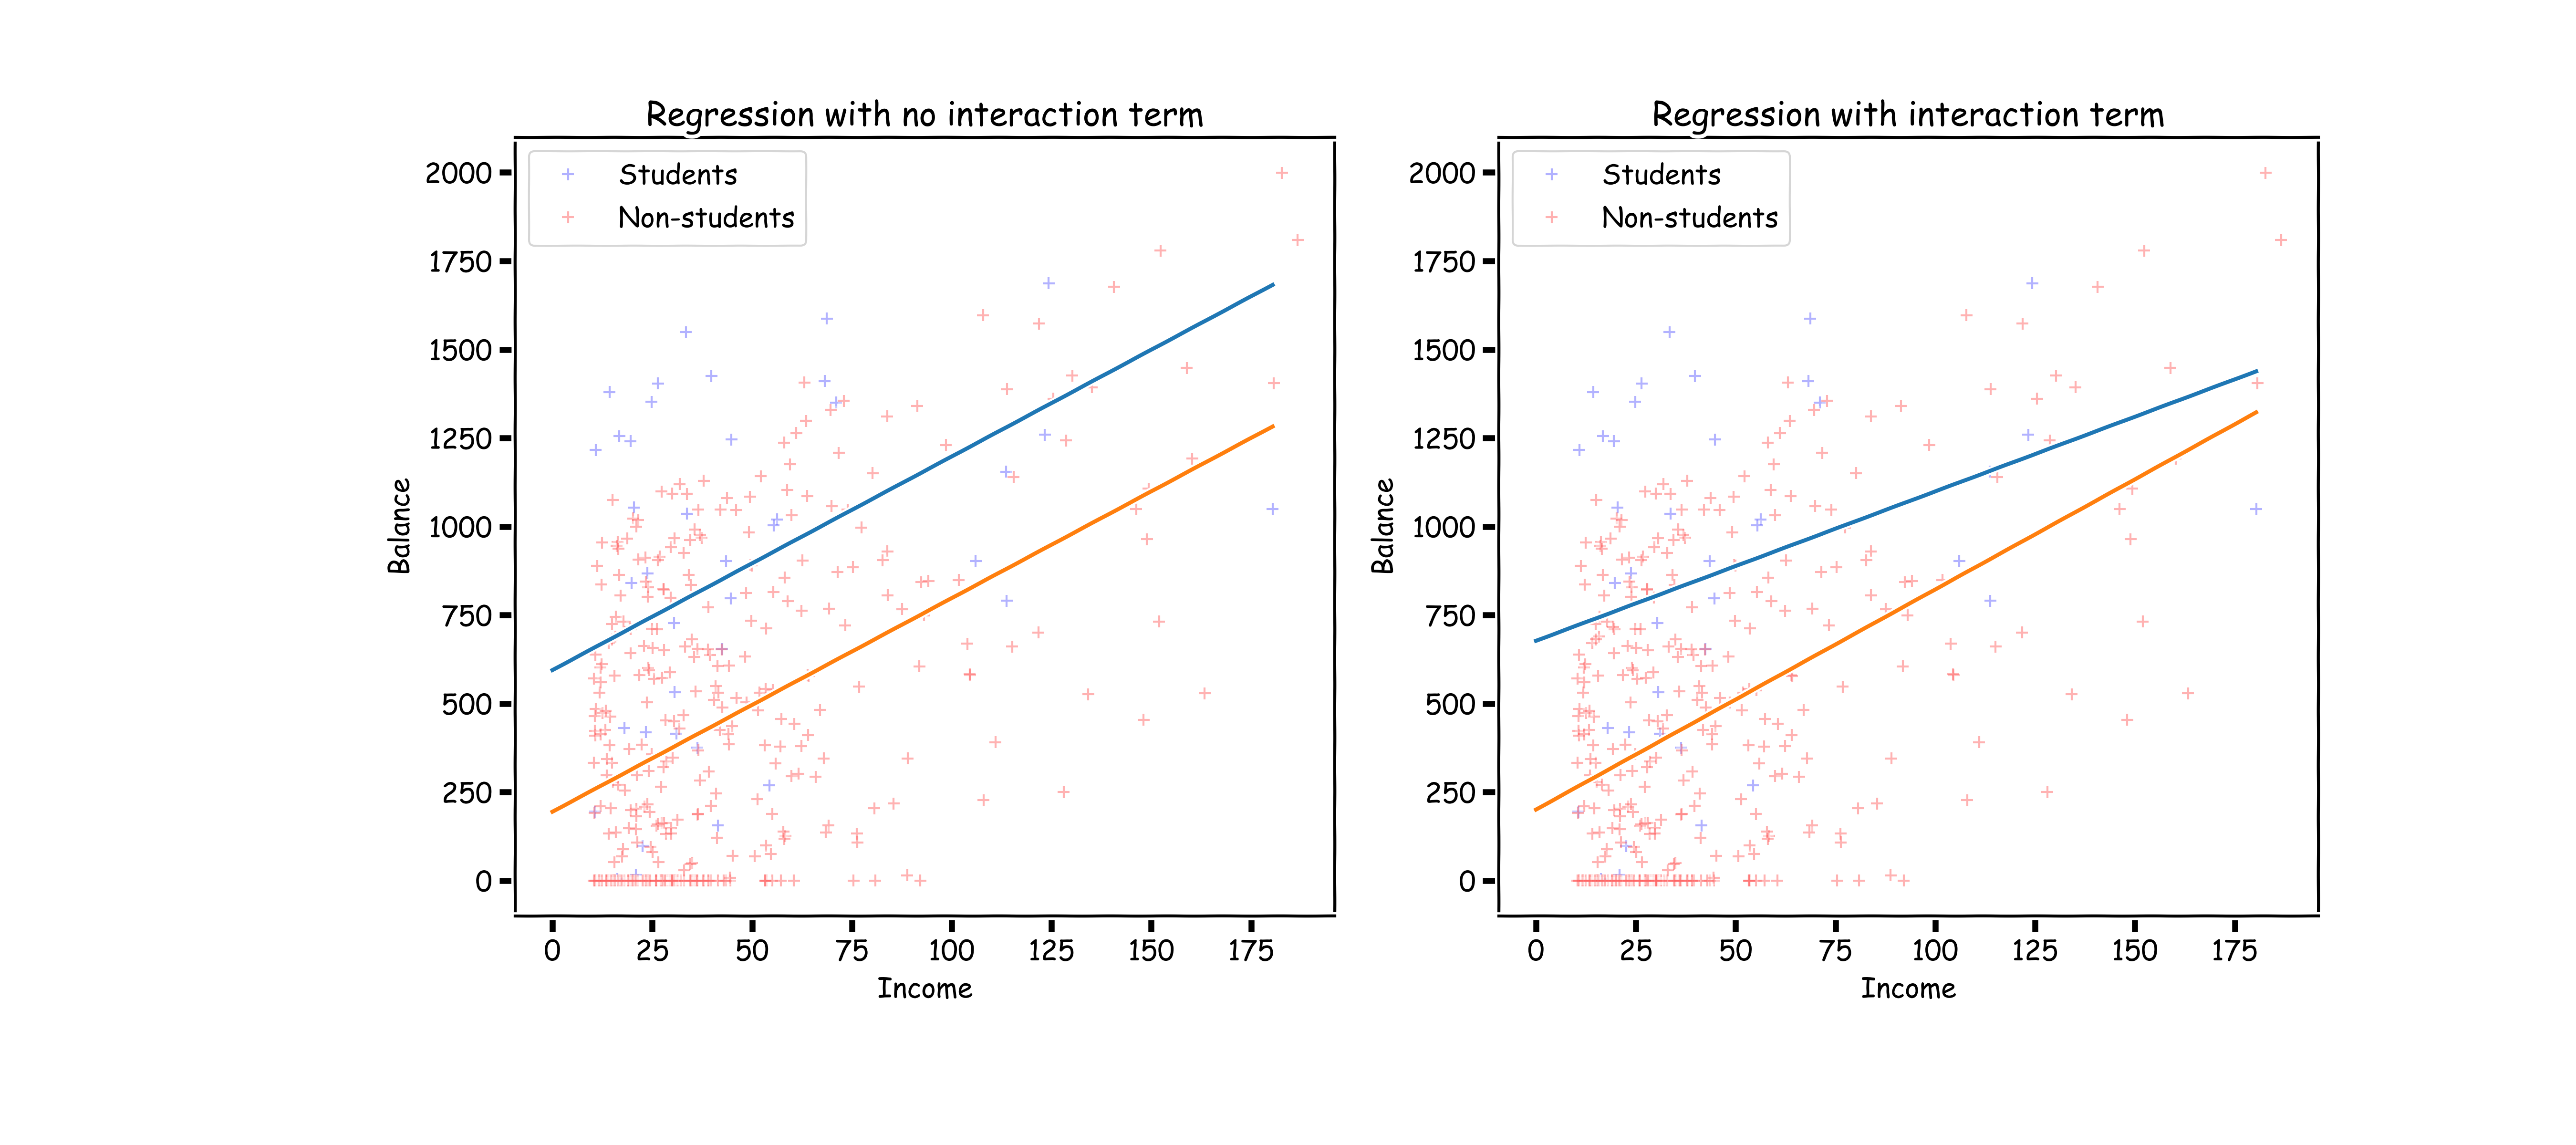 Regression with no interaction term
Students
Non-students
2000
1750
1500
1250
1000
750
500
250
0
Balance
0 25 50 75 100 125 150 175
Income
Regression with interaction term
Students
Non-students
2000
1750
1500
1250
1000
750
500
250
0
Balance
0 25 50 75 100 125 150 175
Income